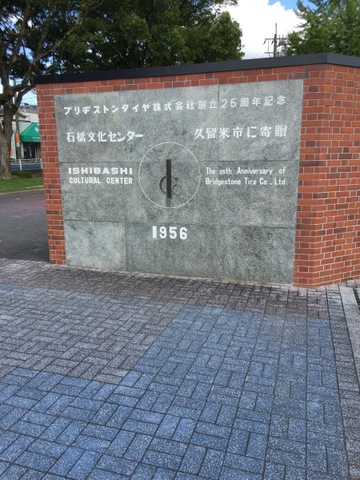 ブリヂストンタイヤ株式会社創立25周年記念
石橋文化センター 久留米市に寄贈
ISHIBASHI CULTURAL CENTER
The 25th Anniversary of Bridgestone Tire Co., Ltd
1956